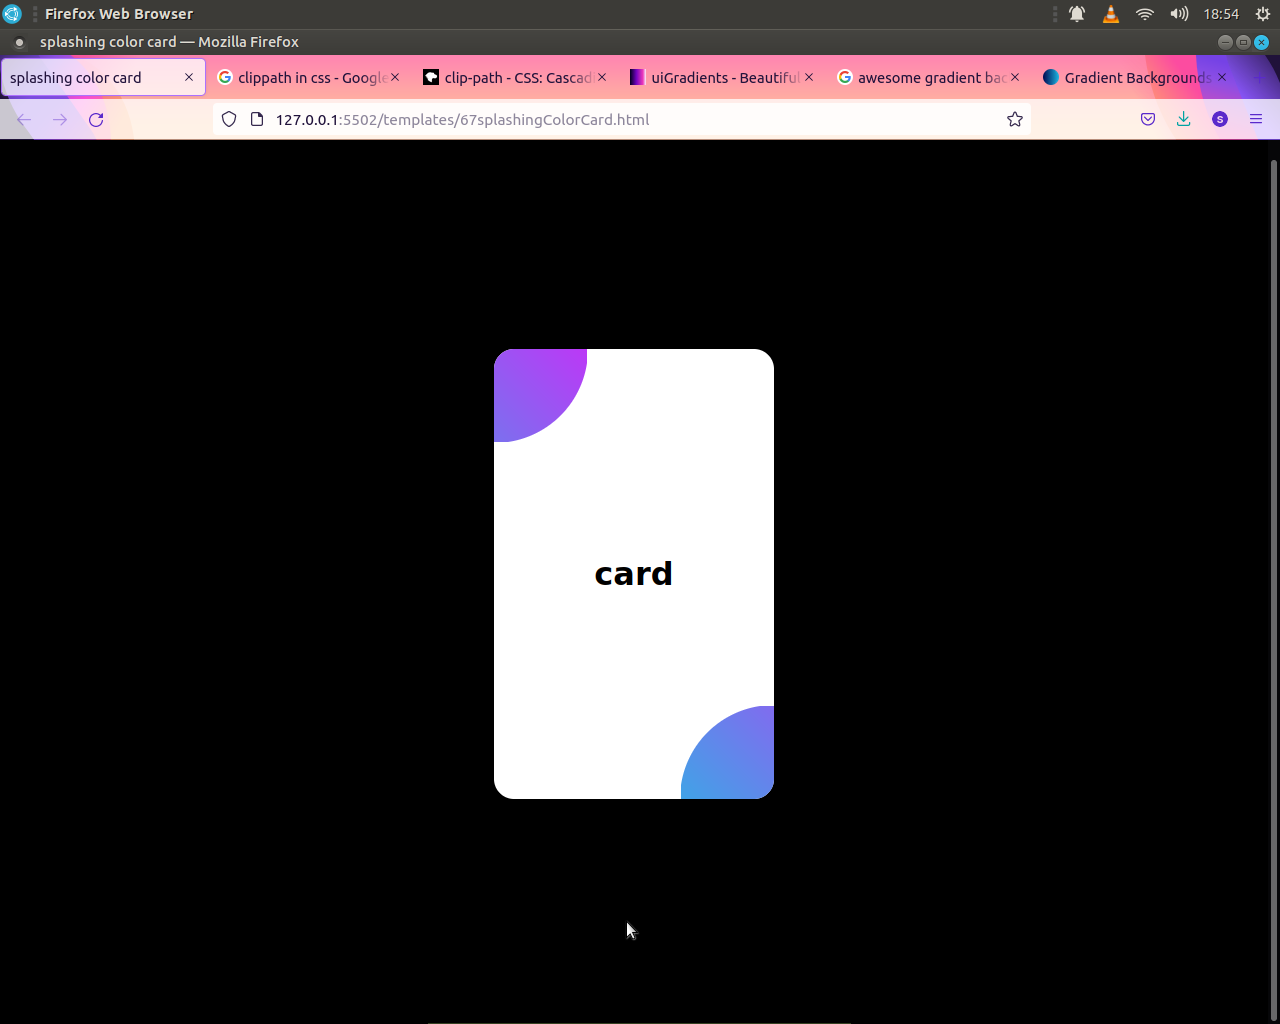 Firefox Web Browser
18:54
splashing color card — Mozilla Firefox
splashing color card
clippath in css - Google
clip-path - CSS: Cascadi
uiGradients - Beautiful
awesome gradient bac
Gradient Backgrounds
127.0.0.1:5502/templates/67splashingColorCard.html
S
card